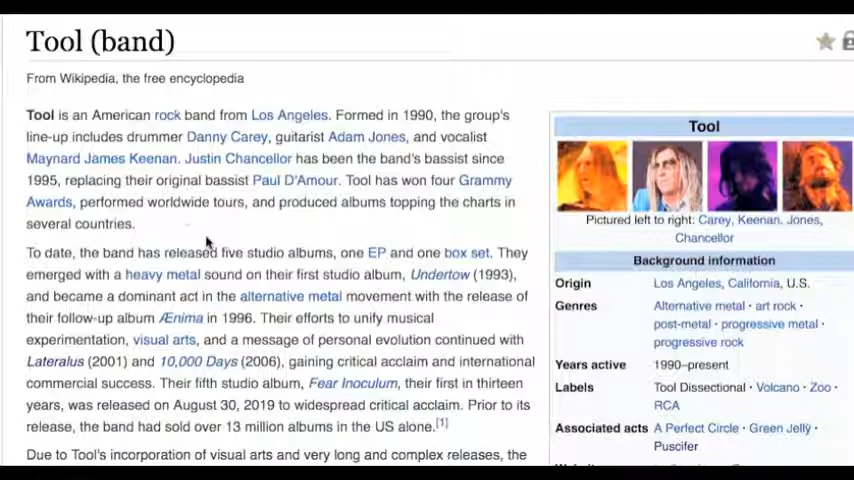 Tool (band)
From Wikipedia, the free encyclopedia
Tool is an American rock band from Los Angeles. Formed in 1990, the group's
line-up includes drummer Danny Carey, guitarist Adam Jones, and vocalist
Maynard James Keenan. Justin Chancellor has been the band's bassist since
1995, replacing their original bassist Paul D'Amour. Tool has won four Grammy
Awards, performed worldwide tours, and produced albums topping the charts in
several countries.
To date, the band has released five studio albums, one EP and one box set. They
emerged with a heavy metal sound on their first studio album, Undertow (1993),
and became a dominant act in the alternative metal movement with the release of
their follow-up album Ænima in 1996. Their efforts to unify musical
experimentation, visual arts, and a message of personal evolution continued with
Lateralus (2001) and 10,000 Days (2006), gaining critical acclaim and international
commercial success. Their fifth studio album, Fear Inoculum, their first in thirteen
years, was released on August 30, 2019 to widespread critical acclaim. Prior to its
release, the band had sold over 13 million albums in the US alone.[1]
Due to Tool's incorporation of visual arts and very long and complex releases, the
Tool
Pictured left to right: Carey, Keenan. Jones,
Chancellor
Background information
Origin Los Angeles, California, U.S.
Genres Alternative metal · art rock ·
post-metal · progressive metal ·
progressive rock
Years active 1990–present
Labels Tool Dissectional · Volcano · Zoo ·
RCA
Associated acts A Perfect Circle · Green Jellÿ ·
Puscifer